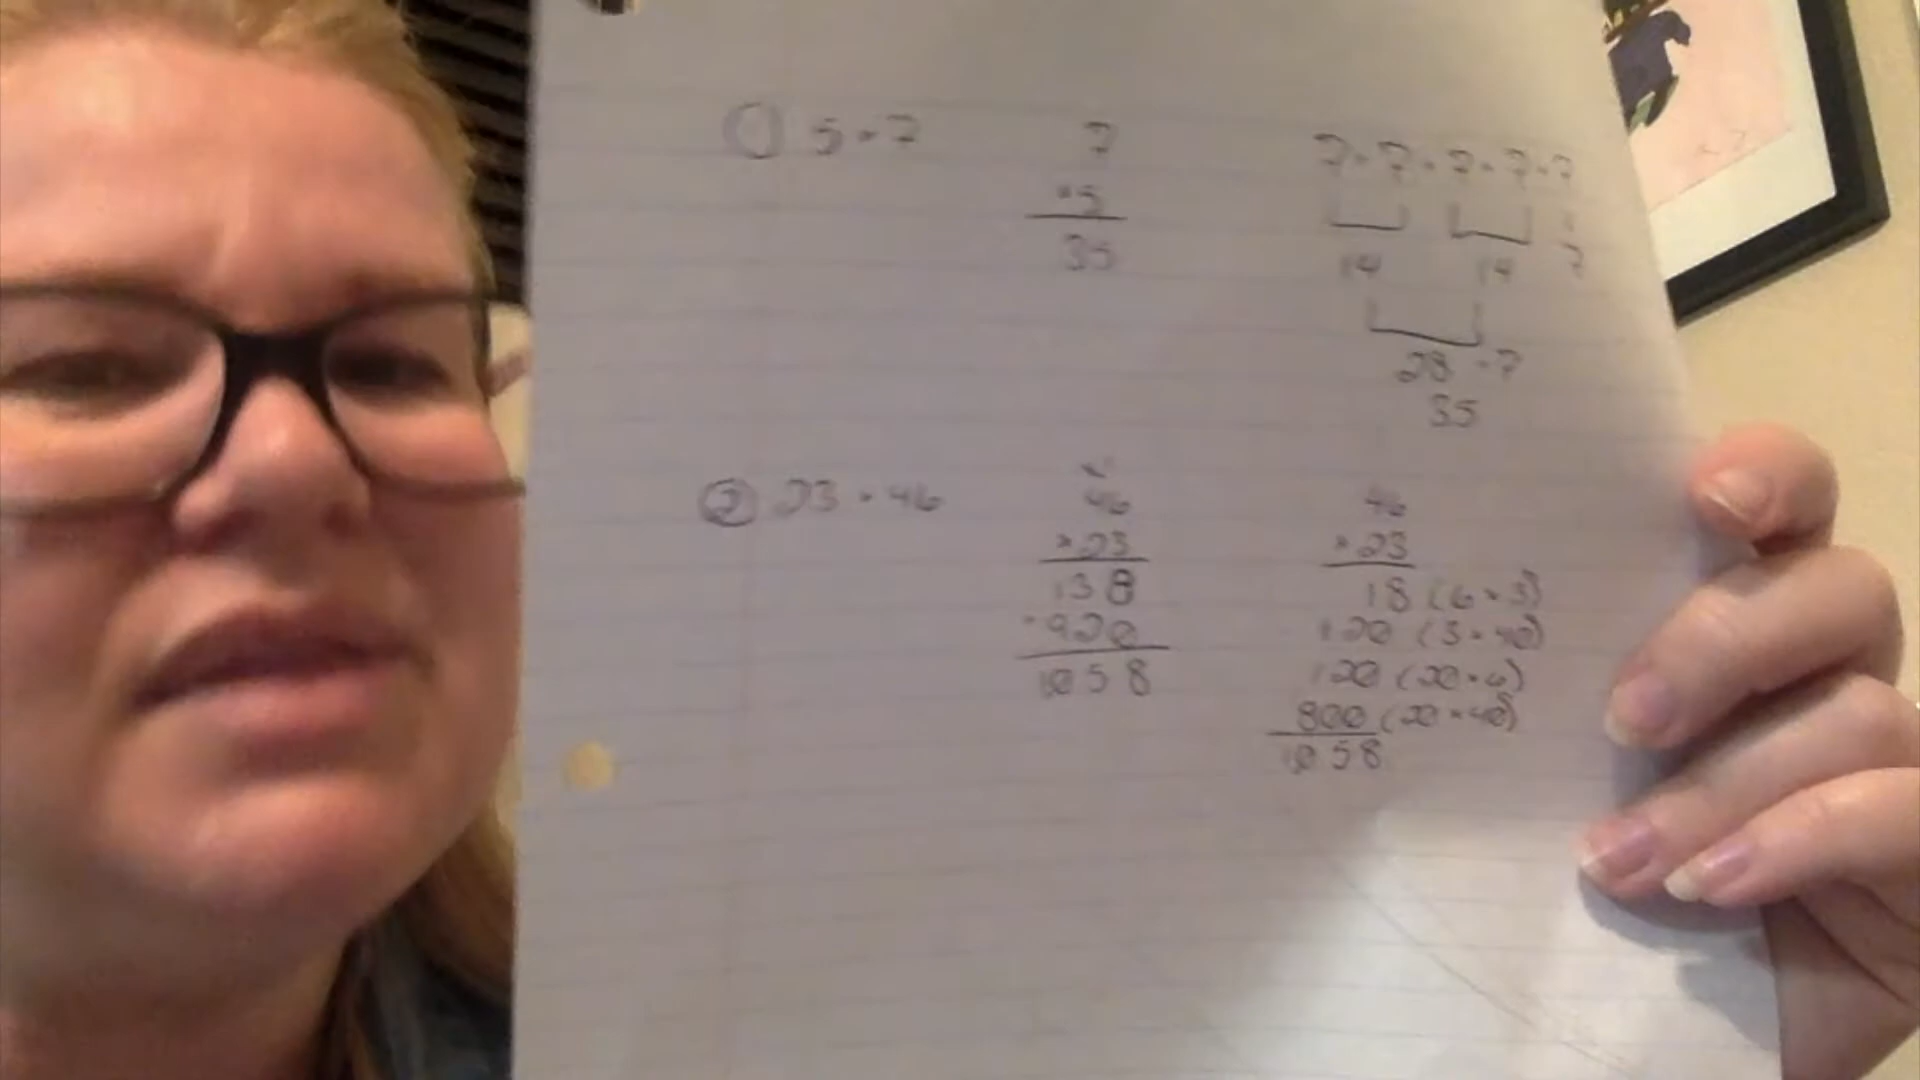 ① 5 × 7
7
× 5
35
7 + 7 + 7 + 7 + 7
14 14 7
28 + 7
35
② 23 × 46
46
× 23
138
+ 920
1058
46
× 23
18 (6 × 3)
120 (3 × 40)
120 (20 × 6)
800 (20 × 40)
1058